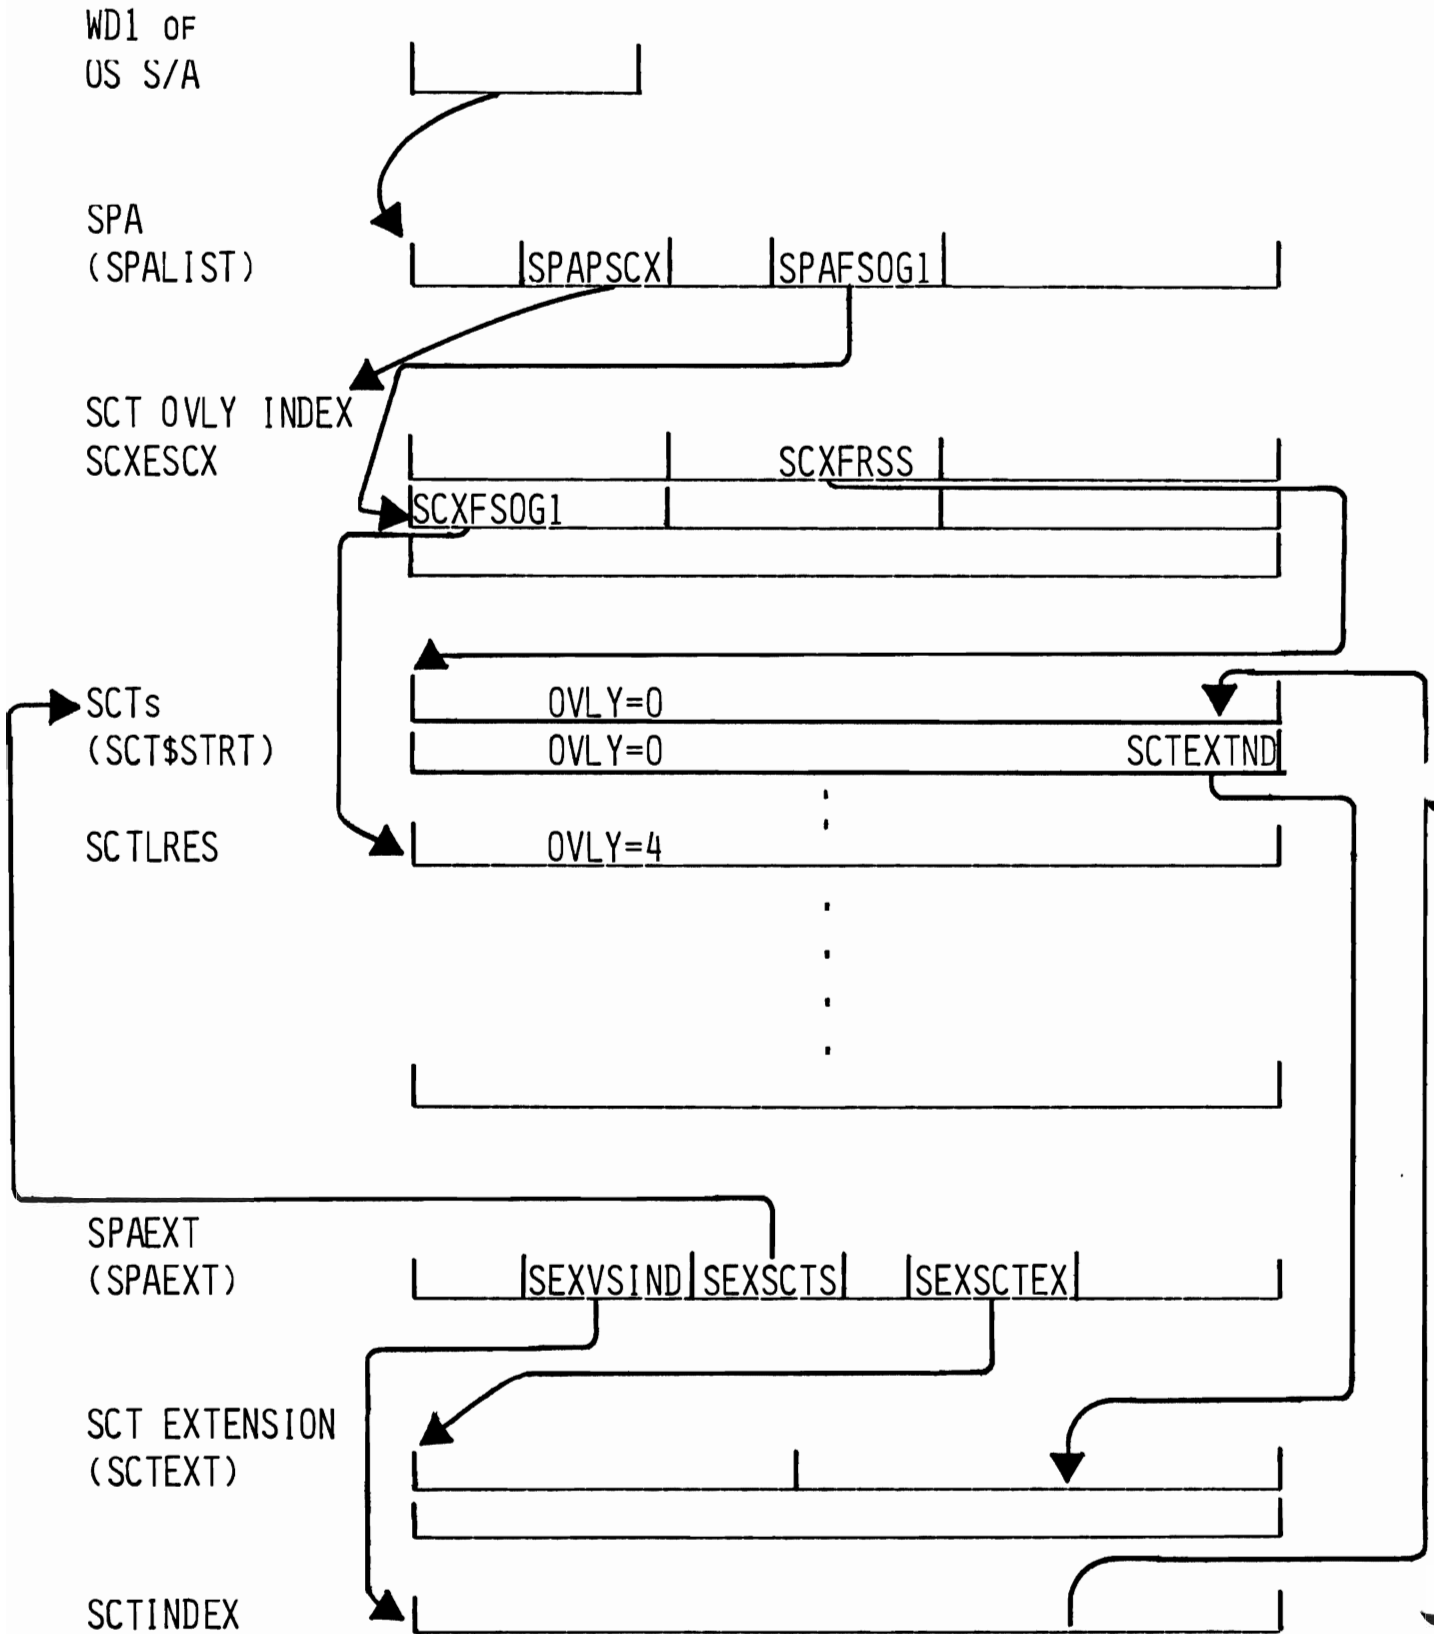 WD1 OF
OS S/A
SPA
(SPALIST)
SPAPSCX SPAFSOG1
SCT OVLY INDEX
SCXESCX
SCXFRSS
SCXFSOG1
SCTs
(SCT$STRT)
OVLY=0
OVLY=0 SCTEXTND
SCTLRES
OVLY=4
SPAEXT
(SPAEXT)
SEXVSIND SEXSCTS SEXSCTEX
SCT EXTENSION
(SCTEXT)
SCTINDEX